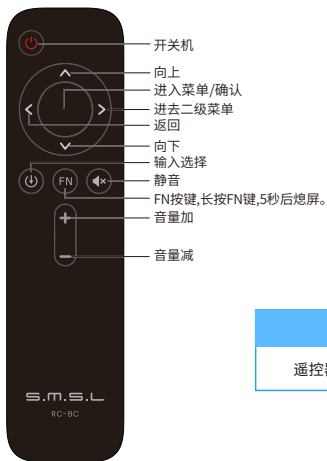 开关机
向上
进入菜单/确认
进去二级菜单
返回
向下
输入选择
静音
FN
FN按键,长按FN键,5秒后熄屏。
音量加
音量减
遥控
S.M.S.L
RC-8C